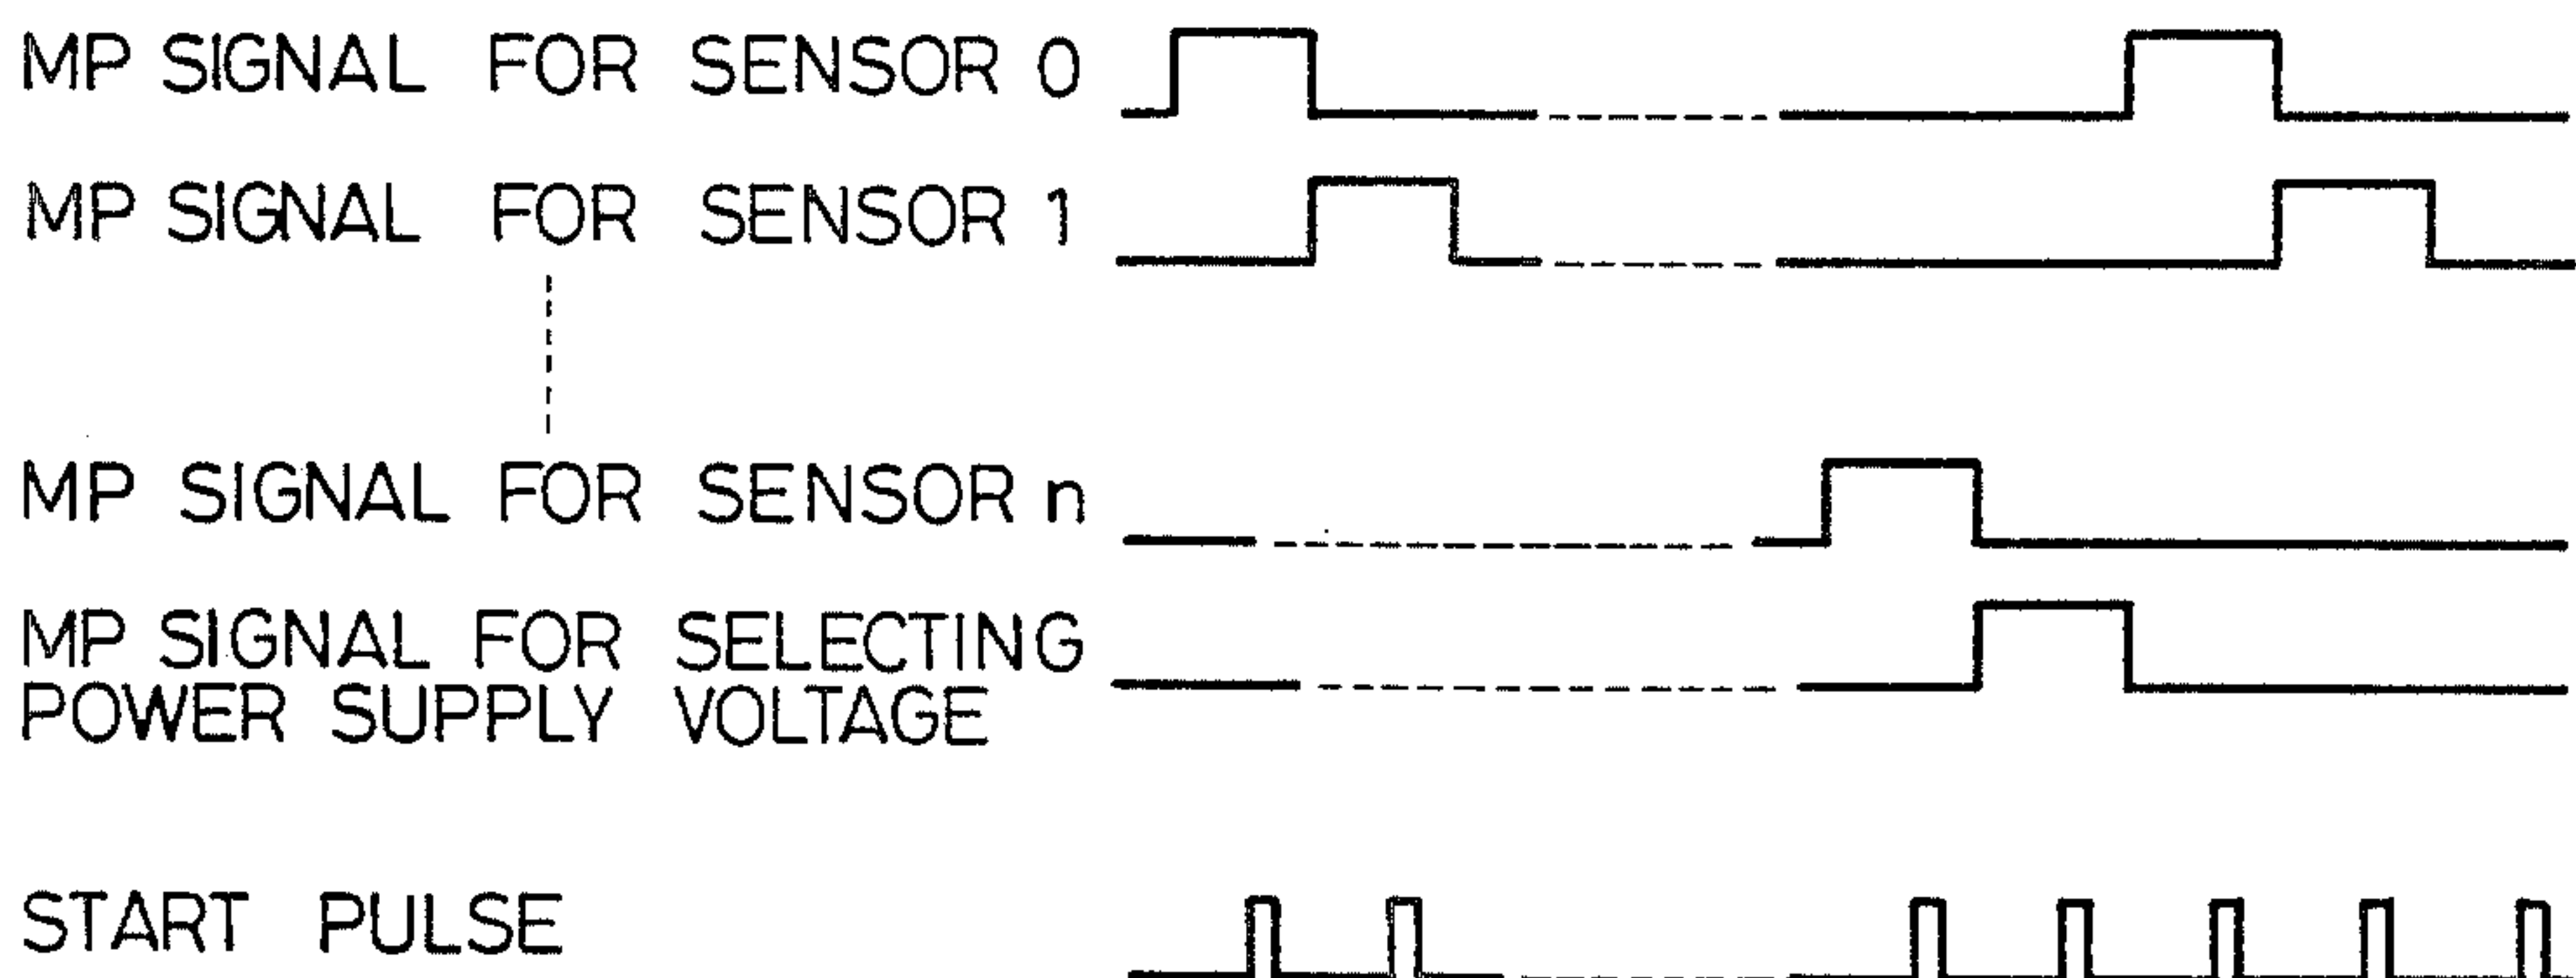 MP SIGNAL FOR SENSOR 0
MP SIGNAL FOR SENSOR 1
MP SIGNAL FOR SENSOR n
MP SIGNAL FOR SELECTING
POWER SUPPLY VOLTAGE
START PULSE